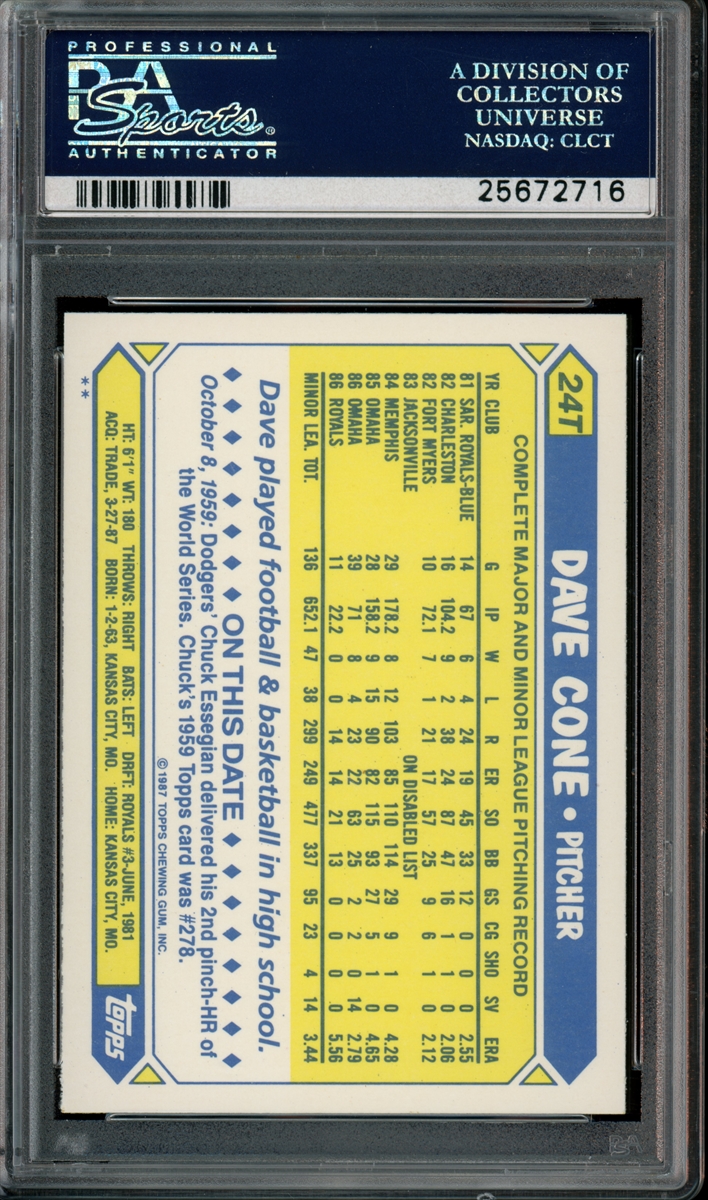 PROFESSIONAL
PSA
Sports®
AUTHENTICATOR
A DIVISION OF
COLLECTORS
UNIVERSE
NASDAQ: CLCT
25672716
24T
DAVE CONE • PITCHER
COMPLETE MAJOR AND MINOR LEAGUE PITCHING RECORD
YR CLUB G IP W L R ER SO BB GS CG SHO SV ERA
81 SAR. ROYALS-BLUE 14 67 6 4 24 19 45 33 12 0 0 0 2.55
82 CHARLESTON 16 104.2 9 2 38 24 87 47 16 1 1 0 2.06
82 FORT MYERS 10 72.1 7 1 21 17 57 25 9 6 1 0 2.12
83 JACKSONVILLE ON DISABLED LIST
84 MEMPHIS 29 178.2 8 12 103 85 110 114 29 9 1 0 4.28
85 OMAHA 28 158.2 9 15 90 82 115 93 27 5 1 0 4.65
86 OMAHA 39 71 8 4 23 22 63 25 2 2 0 14 2.79
86 ROYALS 11 22.2 0 0 14 14 21 13 0 0 0 0 5.56
MINOR LEA. TOT. 136 652.1 47 38 299 249 477 337 95 23 4 14 3.44
Dave played football & basketball in high school.
ON THIS DATE
October 8, 1959: Dodgers' Chuck Essegian delivered his 2nd pinch-HR of
the World Series. Chuck's 1959 Topps card was #278.
© 1987 TOPPS CHEWING GUM, INC.
HT: 6'1" WT: 180 THROWS: RIGHT BATS: LEFT DRFT: ROYALS #3-JUNE, 1981
ACQ: TRADE, 3-27-87 BORN: 1-2-63, KANSAS CITY, MO. HOME: KANSAS CITY, MO.
topps
**